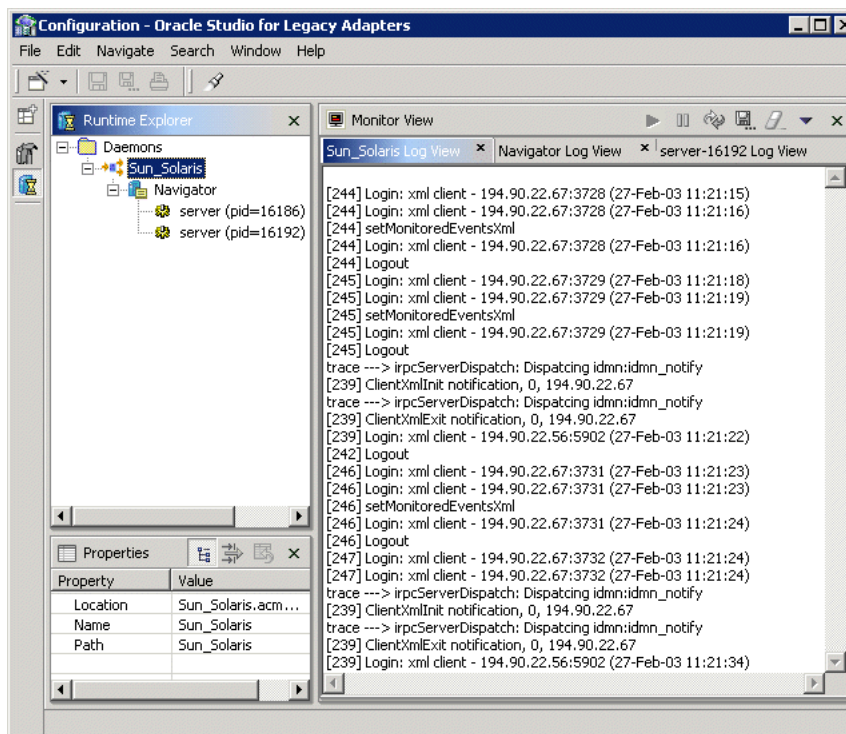 Configuration - Oracle Studio for Legacy Adapters
File Edit Navigate Search Window Help
Runtime Explorer
Daemons
Sun_Solaris
Navigator
server (pid=16186)
server (pid=16192)
Properties
Property Value
Location Sun_Solaris.acm...
Name Sun_Solaris
Path Sun_Solaris
Monitor View
Sun_Solaris Log View Navigator Log View server-16192 Log View
[244] Login: xml client - 194.90.22.67:3728 (27-Feb-03 11:21:15)
[244] Login: xml client - 194.90.22.67:3728 (27-Feb-03 11:21:16)
[244] setMonitoredEventsXml
[244] Login: xml client - 194.90.22.67:3728 (27-Feb-03 11:21:16)
[244] Logout
[245] Login: xml client - 194.90.22.67:3729 (27-Feb-03 11:21:18)
[245] Login: xml client - 194.90.22.67:3729 (27-Feb-03 11:21:19)
[245] setMonitoredEventsXml
[245] Login: xml client - 194.90.22.67:3729 (27-Feb-03 11:21:19)
[245] Logout
trace ---> irpcServerDispatch: Dispatcing idmn:idmn_notify
[239] ClientXmlInit notification, 0, 194.90.22.67
trace ---> irpcServerDispatch: Dispatcing idmn:idmn_notify
[239] ClientXmlExit notification, 0, 194.90.22.67
[239] Login: xml client - 194.90.22.56:5902 (27-Feb-03 11:21:22)
[242] Logout
[246] Login: xml client - 194.90.22.67:3731 (27-Feb-03 11:21:23)
[246] Login: xml client - 194.90.22.67:3731 (27-Feb-03 11:21:23)
[246] setMonitoredEventsXml
[246] Login: xml client - 194.90.22.67:3731 (27-Feb-03 11:21:24)
[246] Logout
[247] Login: xml client - 194.90.22.67:3732 (27-Feb-03 11:21:24)
[247] Login: xml client - 194.90.22.67:3732 (27-Feb-03 11:21:24)
trace ---> irpcServerDispatch: Dispatcing idmn:idmn_notify
[239] ClientXmlInit notification, 0, 194.90.22.67
trace ---> irpcServerDispatch: Dispatcing idmn:idmn_notify
[239] ClientXmlExit notification, 0, 194.90.22.67
[239] Login: xml client - 194.90.22.56:5902 (27-Feb-03 11:21:34)